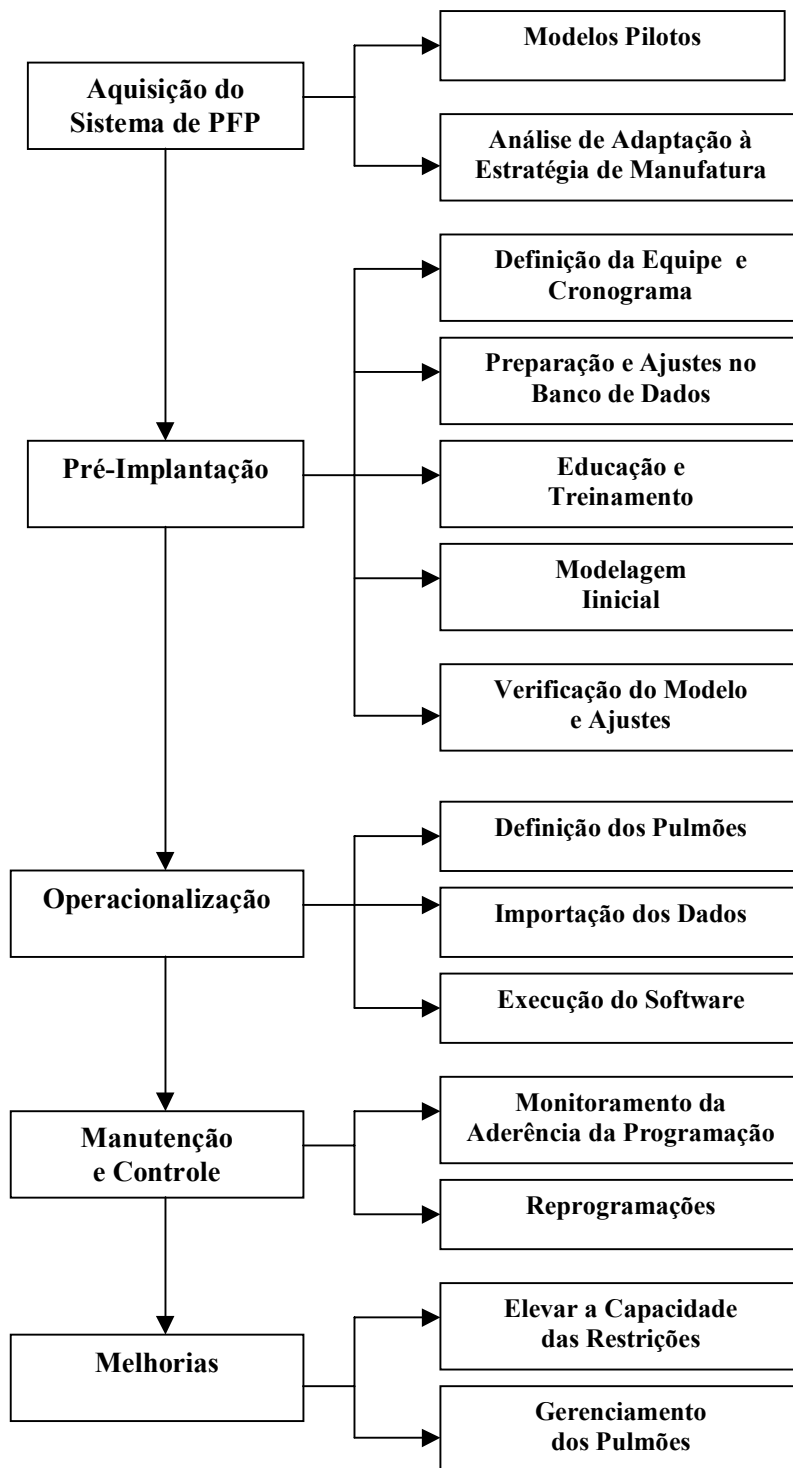 Modelos Pilotos
Aquisição do
Sistema de PFP
Análise de Adaptação à
Estratégia de Manufatura
Definição da Equipe e
Cronograma
Preparação e Ajustes no
Banco de Dados
Pré-Implantação
Educação e
Treinamento
Modelagem
Iinicial
Verificação do Modelo
e Ajustes
Definição dos Pulmões
Operacionalização
Importação dos Dados
Execução do Software
Manutenção
e Controle
Monitoramento da
Aderência da Programação
Reprogramações
Melhorias
Elevar a Capacidade
das Restrições
Gerenciamento
dos Pulmões